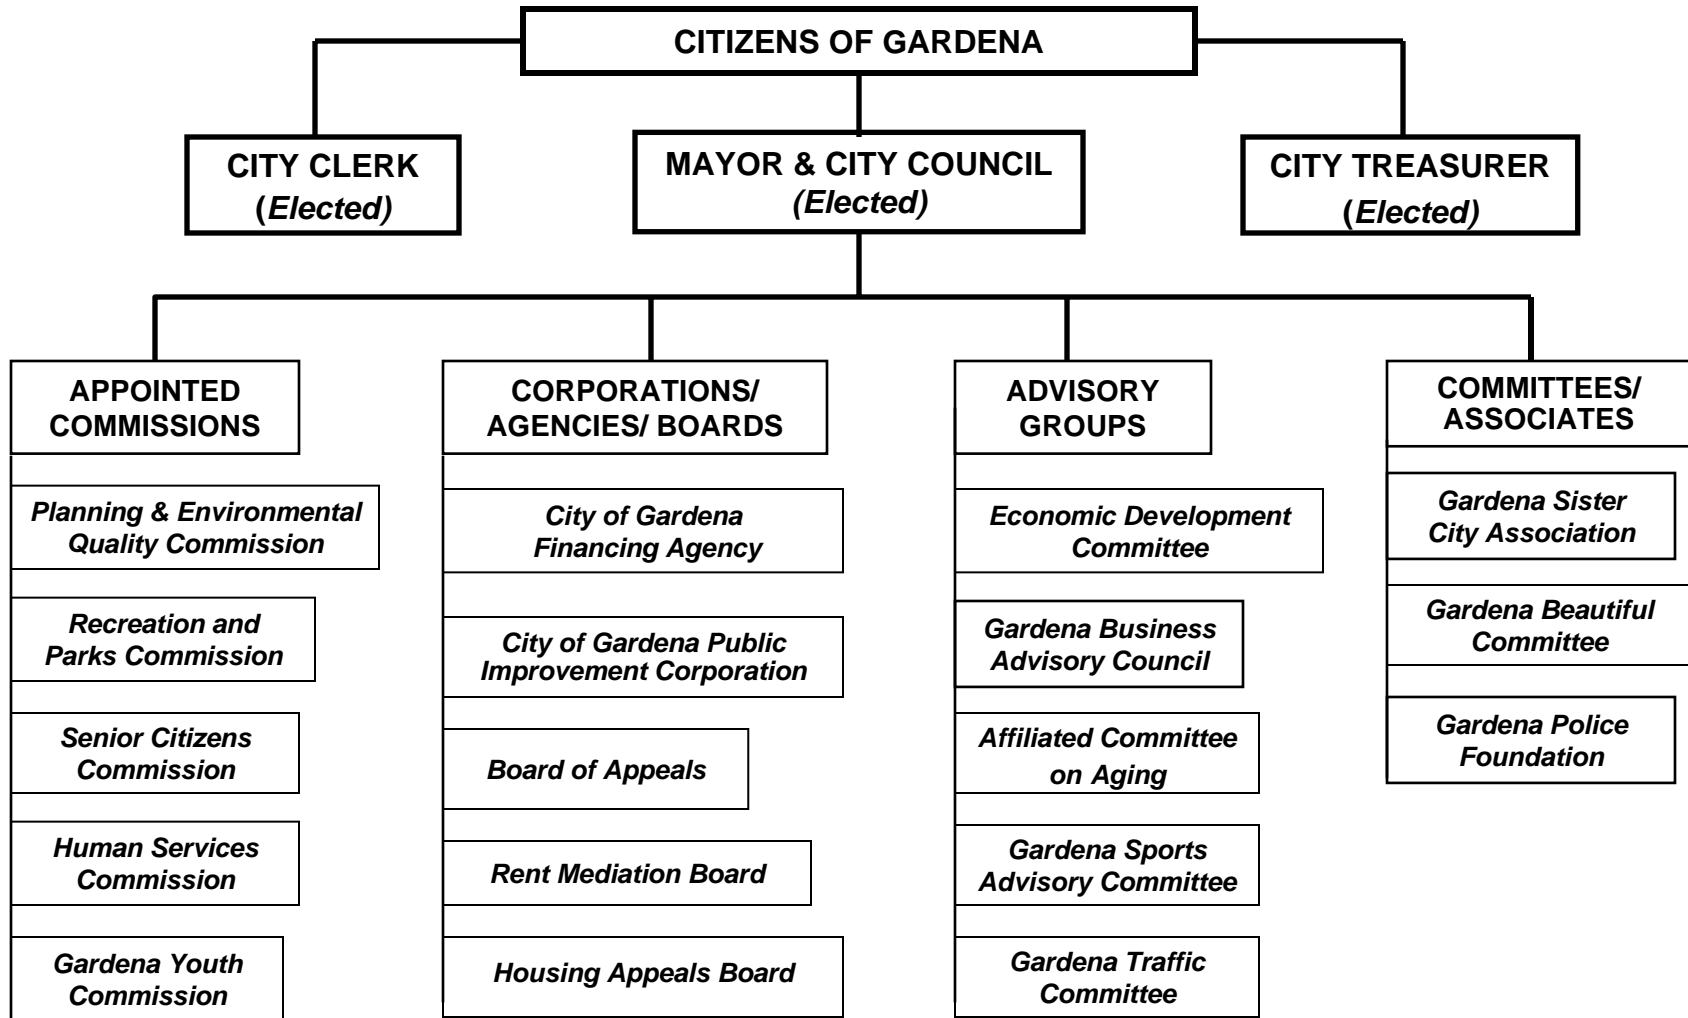 CITIZENS OF GARDENA
CITY CLERK
(Elected)
MAYOR & CITY COUNCIL
(Elected)
CITY TREASURER
(Elected)
APPOINTED
COMMISSIONS
Planning & Environmental
Quality Commission
Recreation and
Parks Commission
Senior Citizens
Commission
Human Services
Commission
Gardena Youth
Commission
CORPORATIONS/
AGENCIES/ BOARDS
City of Gardena
Financing Agency
City of Gardena Public
Improvement Corporation
Board of Appeals
Rent Mediation Board
Housing Appeals Board
ADVISORY
GROUPS
Economic Development
Committee
Gardena Business
Advisory Council
Affiliated Committee
on Aging
Gardena Sports
Advisory Committee
Gardena Traffic
Committee
COMMITTEES/
ASSOCIATES
Gardena Sister
City Association
Gardena Beautiful
Committee
Gardena Police
Foundation